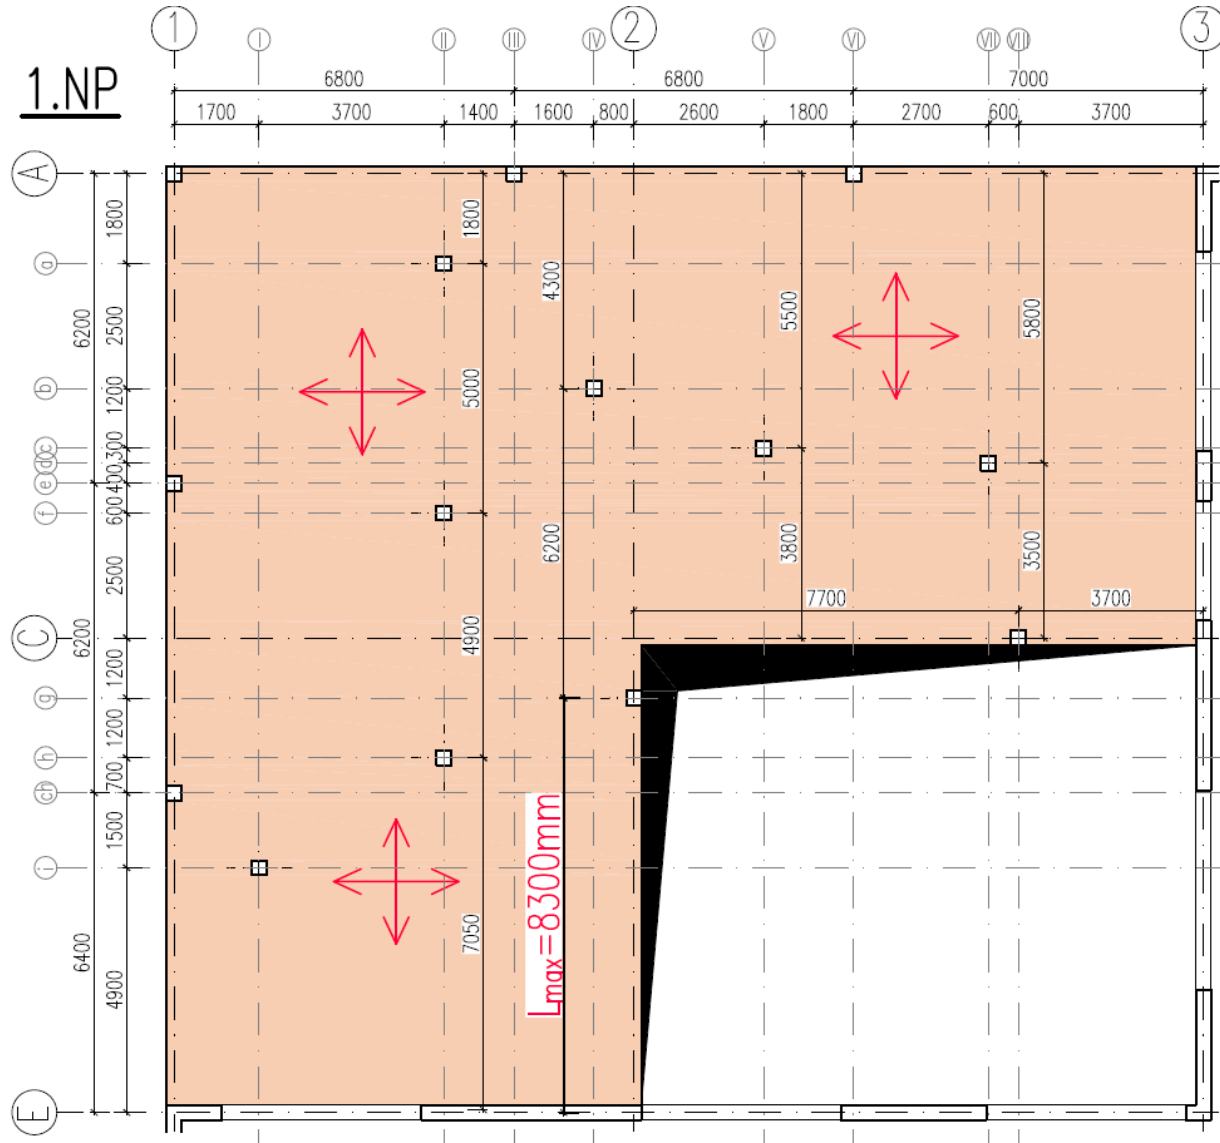 1 I II III IV 2 V VI VII VIII 3
1.NP
6800 6800 7000
1700 3700 1400 1600 800 2600 1800 2700 600 3700
A
1800
1800
a
4300
5500
5800
2500
6200
b
1200
5000
c
300
d
400
e
600
f
6200
3800
3500
2500
7700 3700
C
6200
4900
1200
g
1200
h
700
ch
1500
i
Lmax=8300mm
7050
6400
4900
E